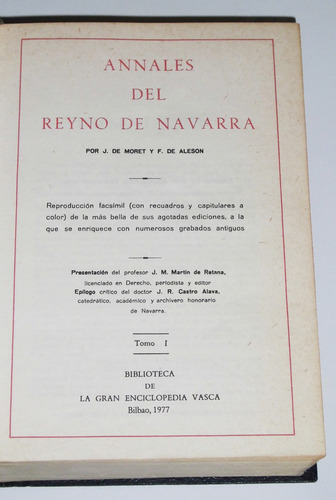 ANNALES
DEL
REYNO DE NAVARRA
POR J. DE MORET Y F. DE ALESON
Reproducción facsímil (con recuadros y capitulares a
color) de la más bella de sus agotadas ediciones, a la
que se enriquece con numerosos grabados antiguos
Presentación del profesor J. M. Martín de Retana,
licenciado en Derecho, periodista y editor
Epílogo crítico del doctor J. R. Castro Alava,
catedrático, académico y archivero honorario
de Navarra.
Tomo I
BIBLIOTECA
DE
LA GRAN ENCICLOPEDIA VASCA
Bilbao, 1977